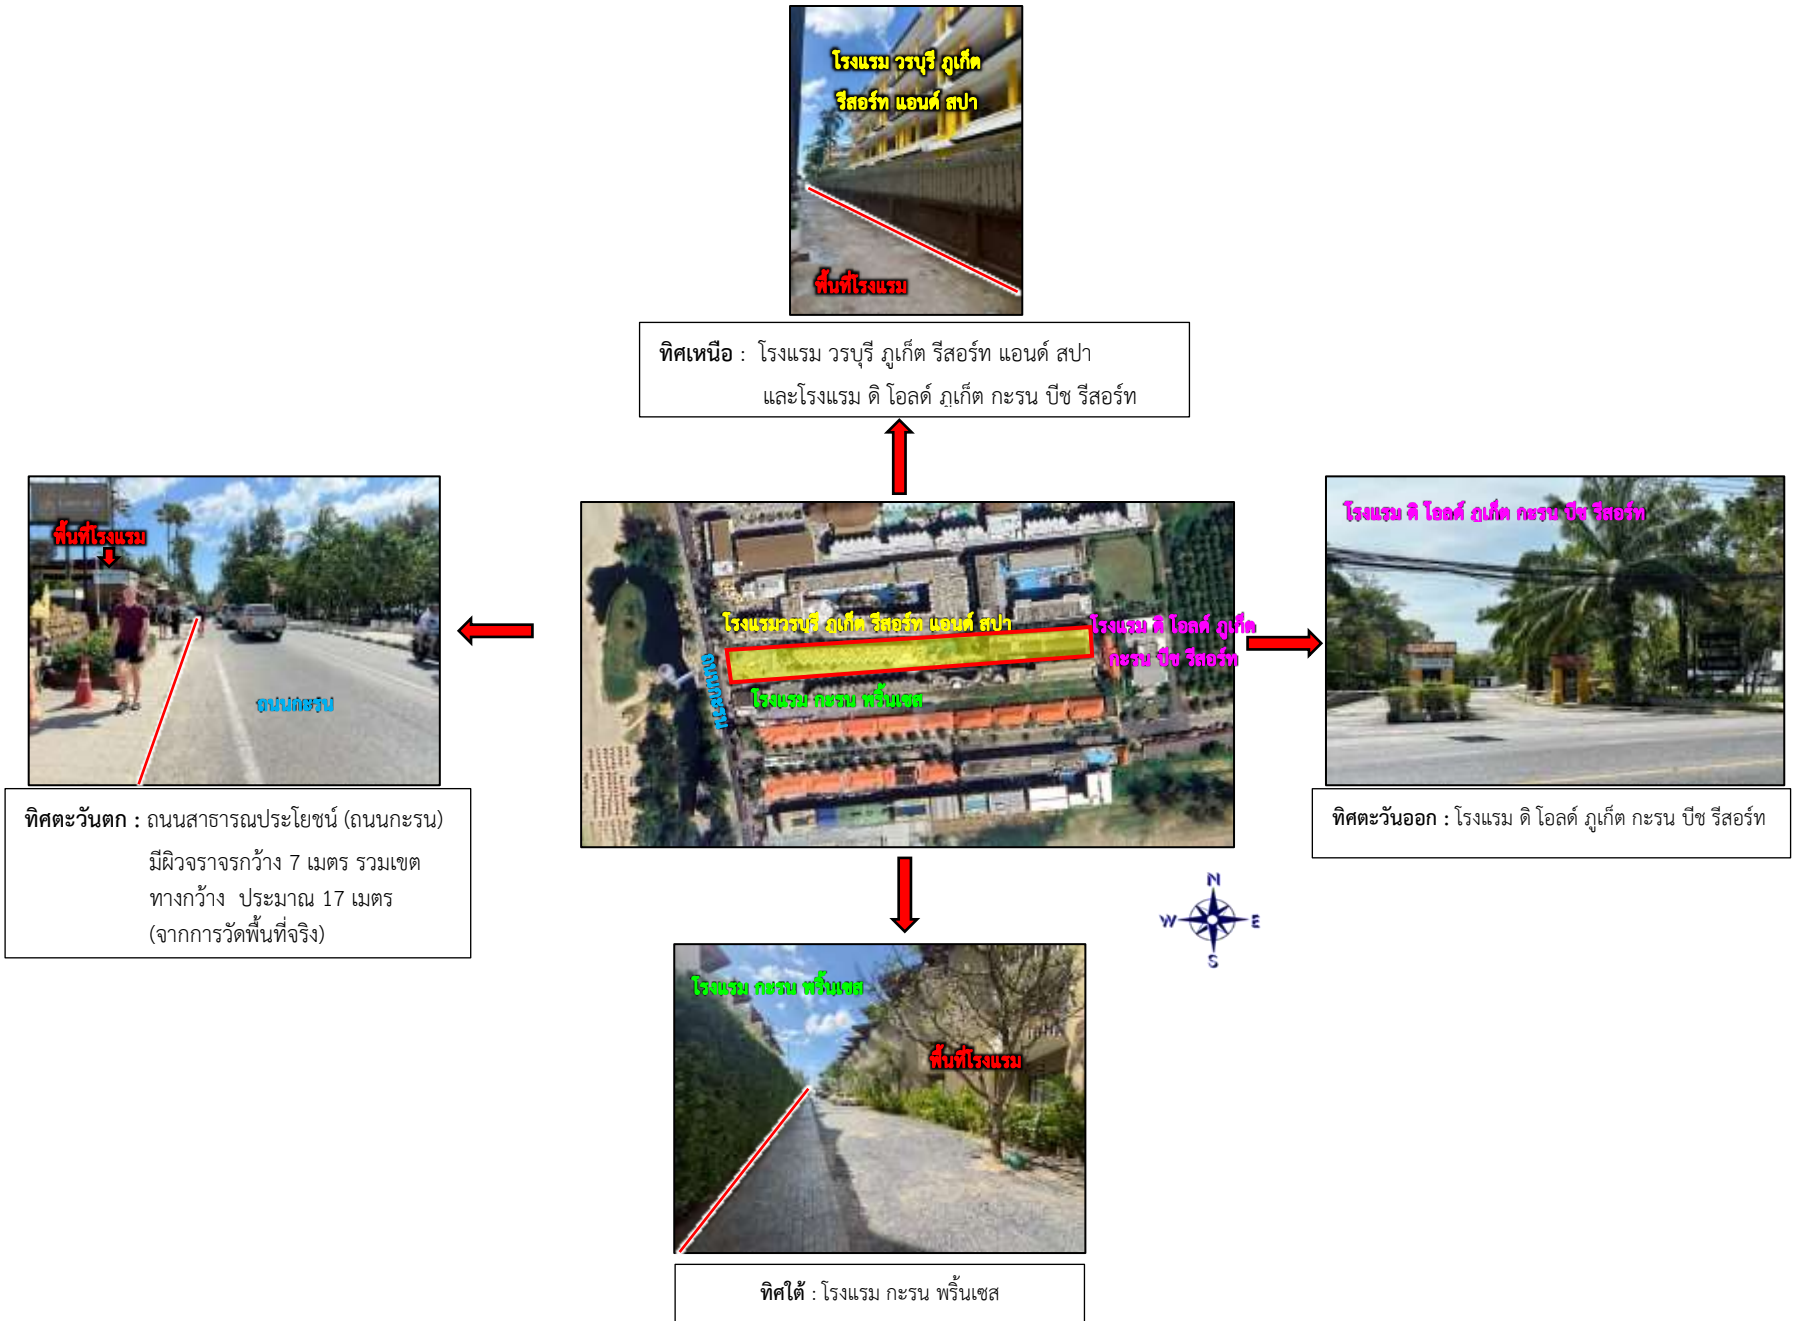 โรงแรม วรบุรี ภูเก็ต
รีสอร์ท แอนด์ สปา
พื้นที่โรงแรม
ทิศเหนือ : โรงแรม วรบุรี ภูเก็ต รีสอร์ท แอนด์ สปา
และโรงแรม ดิ โอลด์ ภูเก็ต กะรน บีช รีสอร์ท
พื้นที่โรงแรม
ถนนกะรน
ทิศตะวันตก : ถนนสาธารณประโยชน์ (ถนนกะรน)
มีผิวจราจรกว้าง 7 เมตร รวมเขต
ทางกว้าง ประมาณ 17 เมตร
(จากการวัดพื้นที่จริง)
โรงแรมวรบุรี ภูเก็ต รีสอร์ท แอนด์ สปา
โรงแรม ดิ โอลด์ ภูเก็ต
กะรน บีช รีสอร์ท
ถนนกะรน
โรงแรม กะรน พริ้นเซส
โรงแรม ดิ โอลด์ ภูเก็ต กะรน บีช รีสอร์ท
ทิศตะวันออก : โรงแรม ดิ โอลด์ ภูเก็ต กะรน บีช รีสอร์ท
N
W
E
S
โรงแรม กะรน พริ้นเซส
พื้นที่โรงแรม
ทิศใต้ : โรงแรม กะรน พริ้นเซส